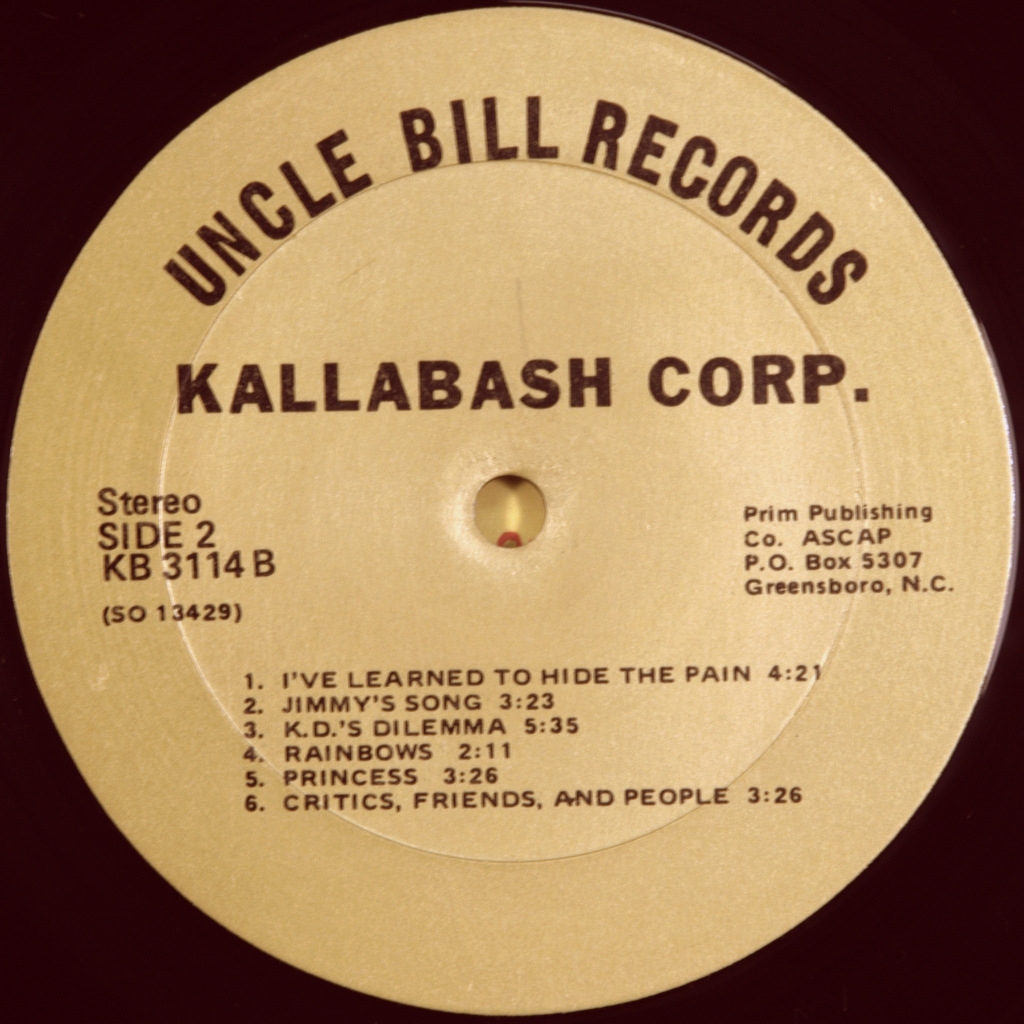 UNCLE BILL RECORDS
KALLABASH CORP.
Stereo
SIDE 2
KB 3114 B
(SO 13429)
Prim Publishing
Co. ASCAP
P.O. Box 5307
Greensboro, N.C.
1. I'VE LEARNED TO HIDE THE PAIN 4:21
2. JIMMY'S SONG 3:23
3. K.D.'S DILEMMA 5:35
4. RAINBOWS 2:11
5. PRINCESS 3:26
6. CRITICS, FRIENDS, AND PEOPLE 3:26